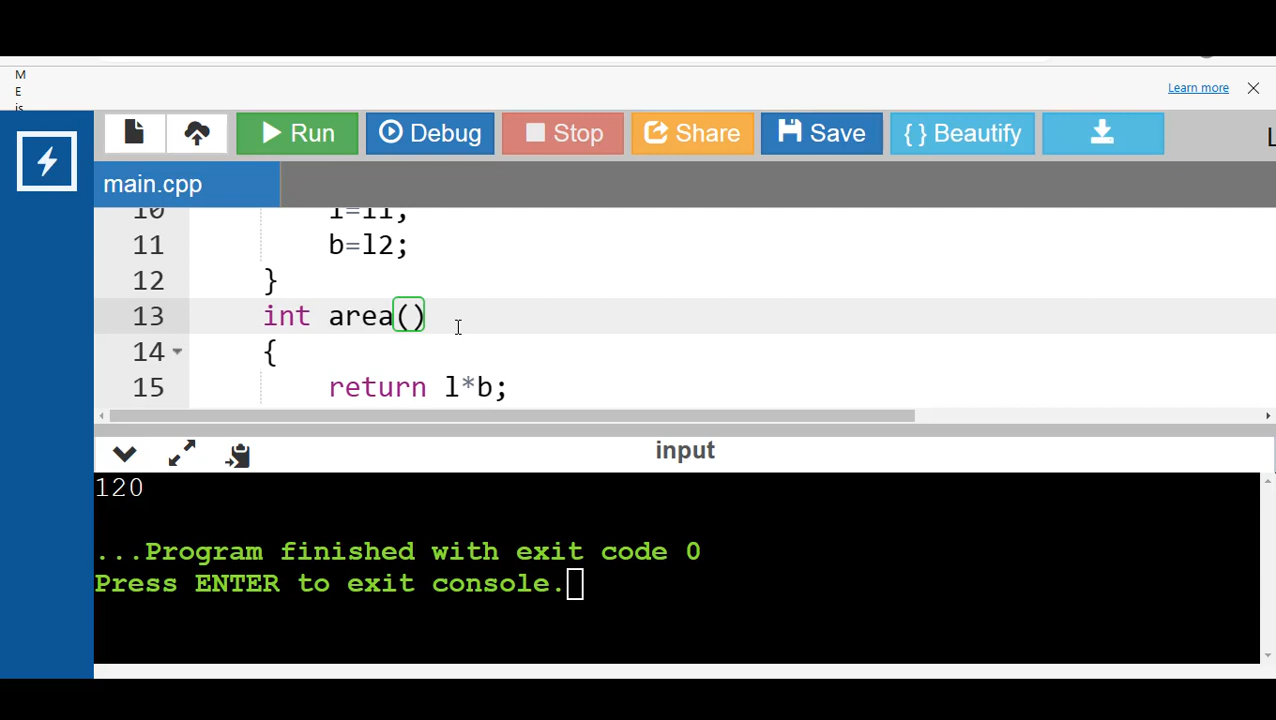 M
E
is
Learn more
Run Debug Stop Share Save { } Beautify
main.cpp
10 l=l1;
11 b=l2;
12 }
13 int area()
14 {
15 return l*b;
input
120
...Program finished with exit code 0
Press ENTER to exit console.